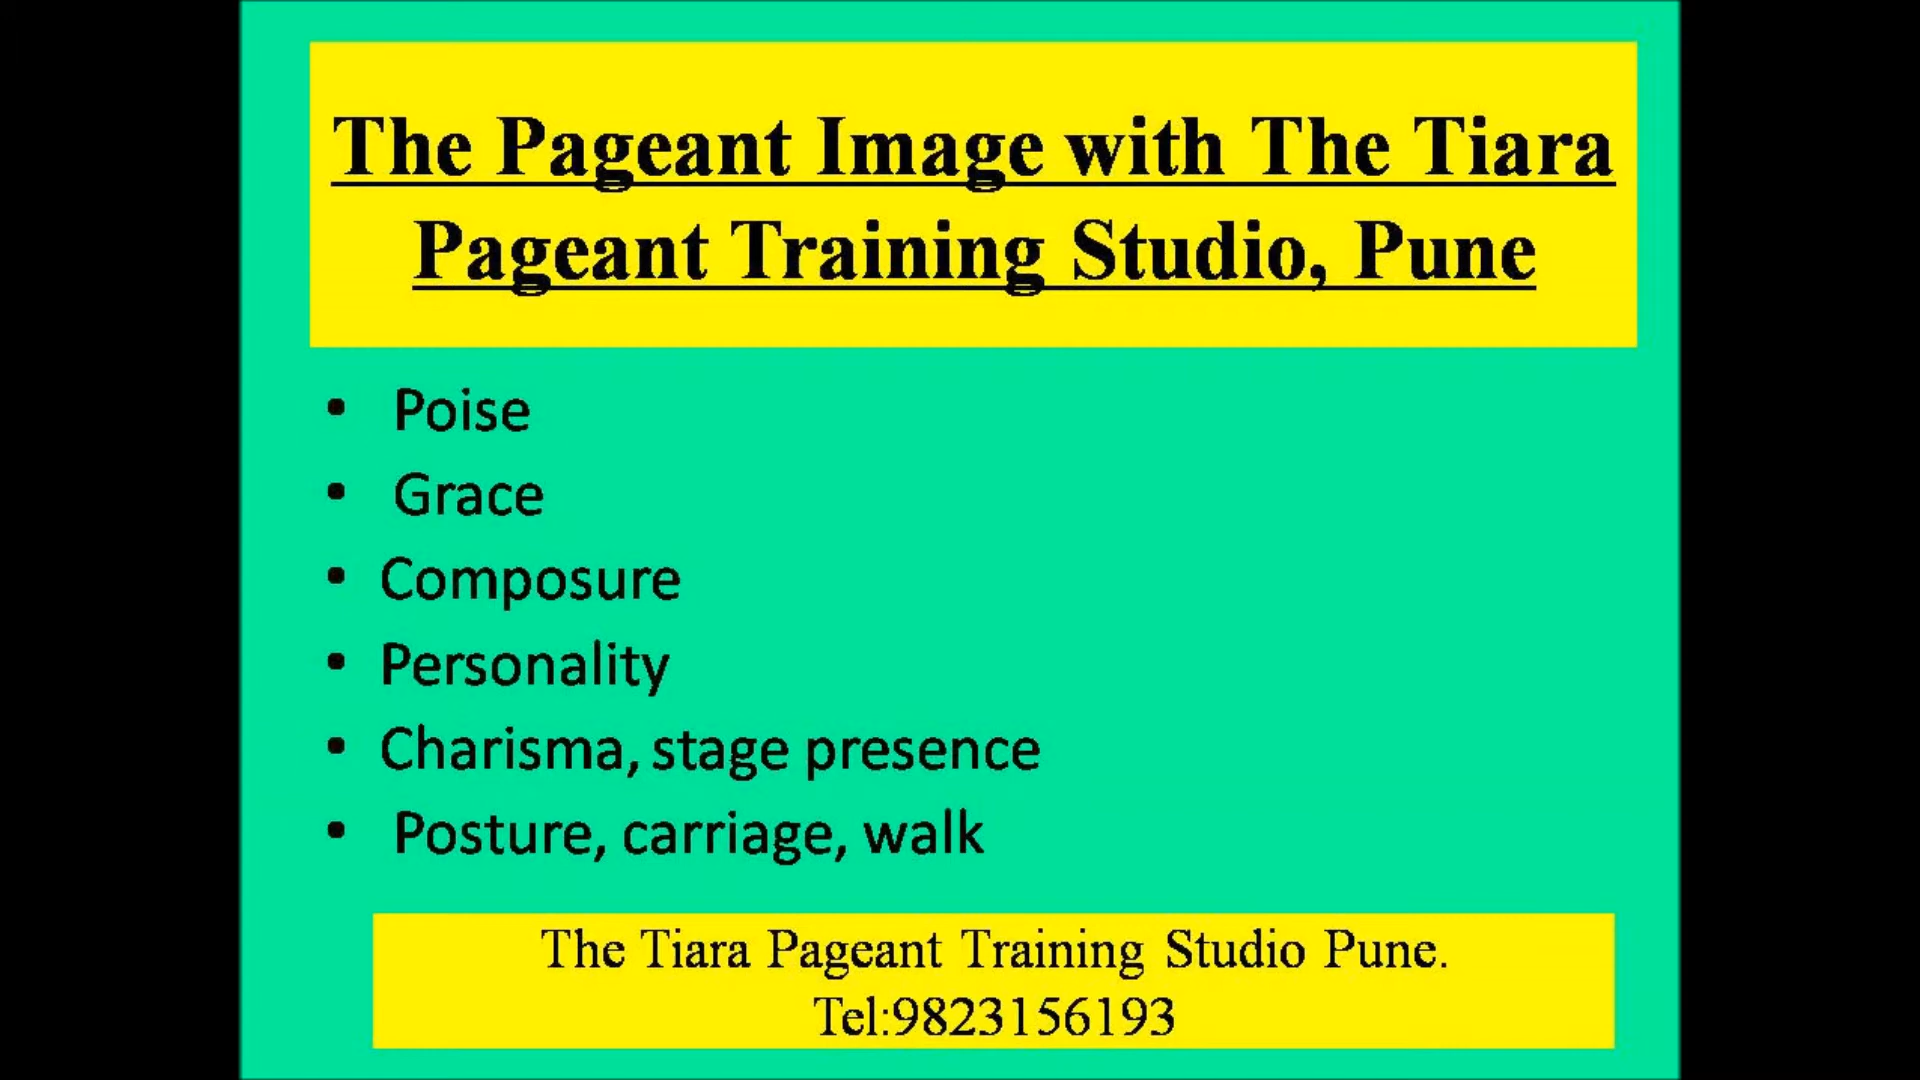 The Pageant Image with The Tiara
Pageant Training Studio, Pune
• Poise
• Grace
• Composure
• Personality
• Charisma, stage presence
• Posture, carriage, walk
The Tiara Pageant Training Studio Pune.
Tel:9823156193